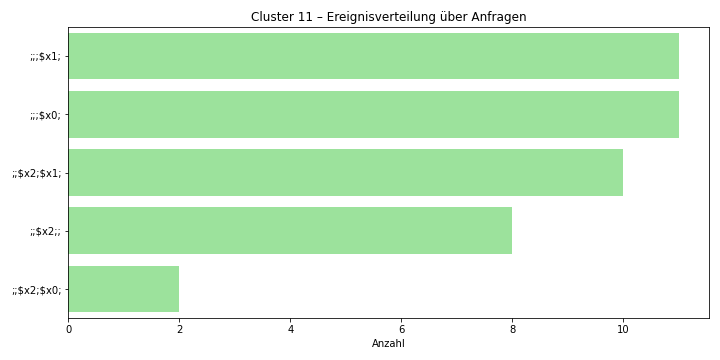 Cluster 11 – Ereignisverteilung über Anfragen
;;;$x1;
;;;$x0;
;;$x2;$x1;
;;$x2;;
;;$x2;$x0;
0 2 4 6 8 10
Anzahl